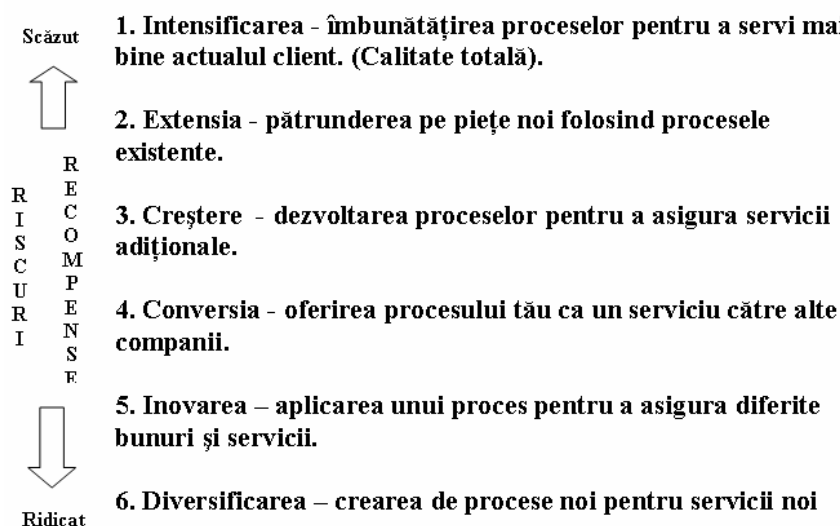 Scăzut
1. Intensificarea - îmbunătățirea proceselor pentru a servi mai
bine actualul client. (Calitate totală).
2. Extensia - pătrunderea pe piețe noi folosind procesele
existente.
RISCURI
RECOMPENSE
3. Creştere - dezvoltarea proceselor pentru a asigura servicii
adiționale.
4. Conversia - oferirea procesului tău ca un serviciu către alte
companii.
5. Inovarea – aplicarea unui proces pentru a asigura diferite
bunuri şi servicii.
6. Diversificarea – crearea de procese noi pentru servicii noi
Ridicat